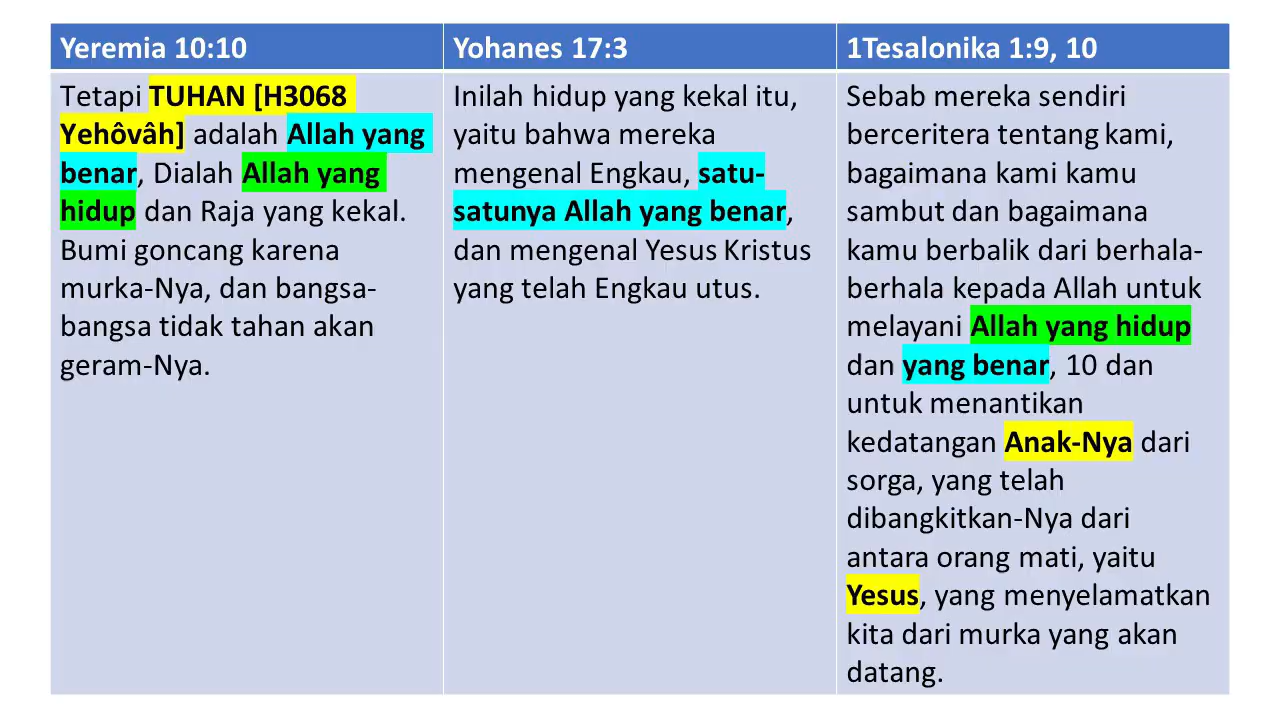 Yeremia 10:10
Tetapi TUHAN [H3068
Yehôvâh] adalah Allah yang
benar, Dialah Allah yang
hidup dan Raja yang kekal.
Bumi goncang karena
murka-Nya, dan bangsa-
bangsa tidak tahan akan
geram-Nya.
Yohanes 17:3
Inilah hidup yang kekal itu,
yaitu bahwa mereka
mengenal Engkau, satu-
satunya Allah yang benar,
dan mengenal Yesus Kristus
yang telah Engkau utus.
1Tesalonika 1:9, 10
Sebab mereka sendiri
berceritera tentang kami,
bagaimana kami kamu
sambut dan bagaimana
kamu berbalik dari berhala-
berhala kepada Allah untuk
melayani Allah yang hidup
dan yang benar, 10 dan
untuk menantikan
kedatangan Anak-Nya dari
sorga, yang telah
dibangkitkan-Nya dari
antara orang mati, yaitu
Yesus, yang menyelamatkan
kita dari murka yang akan
datang.